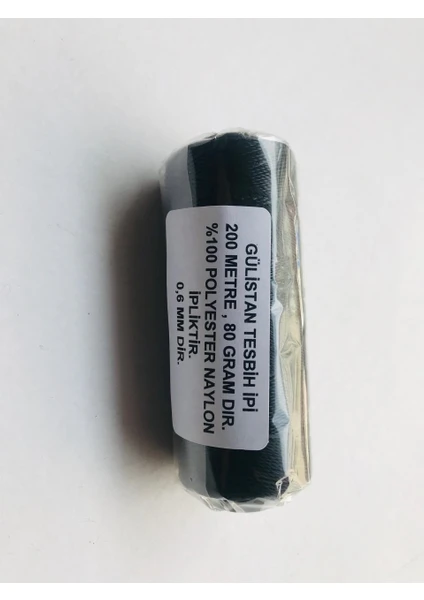 GÜLİSTAN TESBİH İPİ
200 METRE , 80 GRAM DIR.
%100 POLYESTER NAYLON
İPLİKTİR.
0,6 MM DİR.